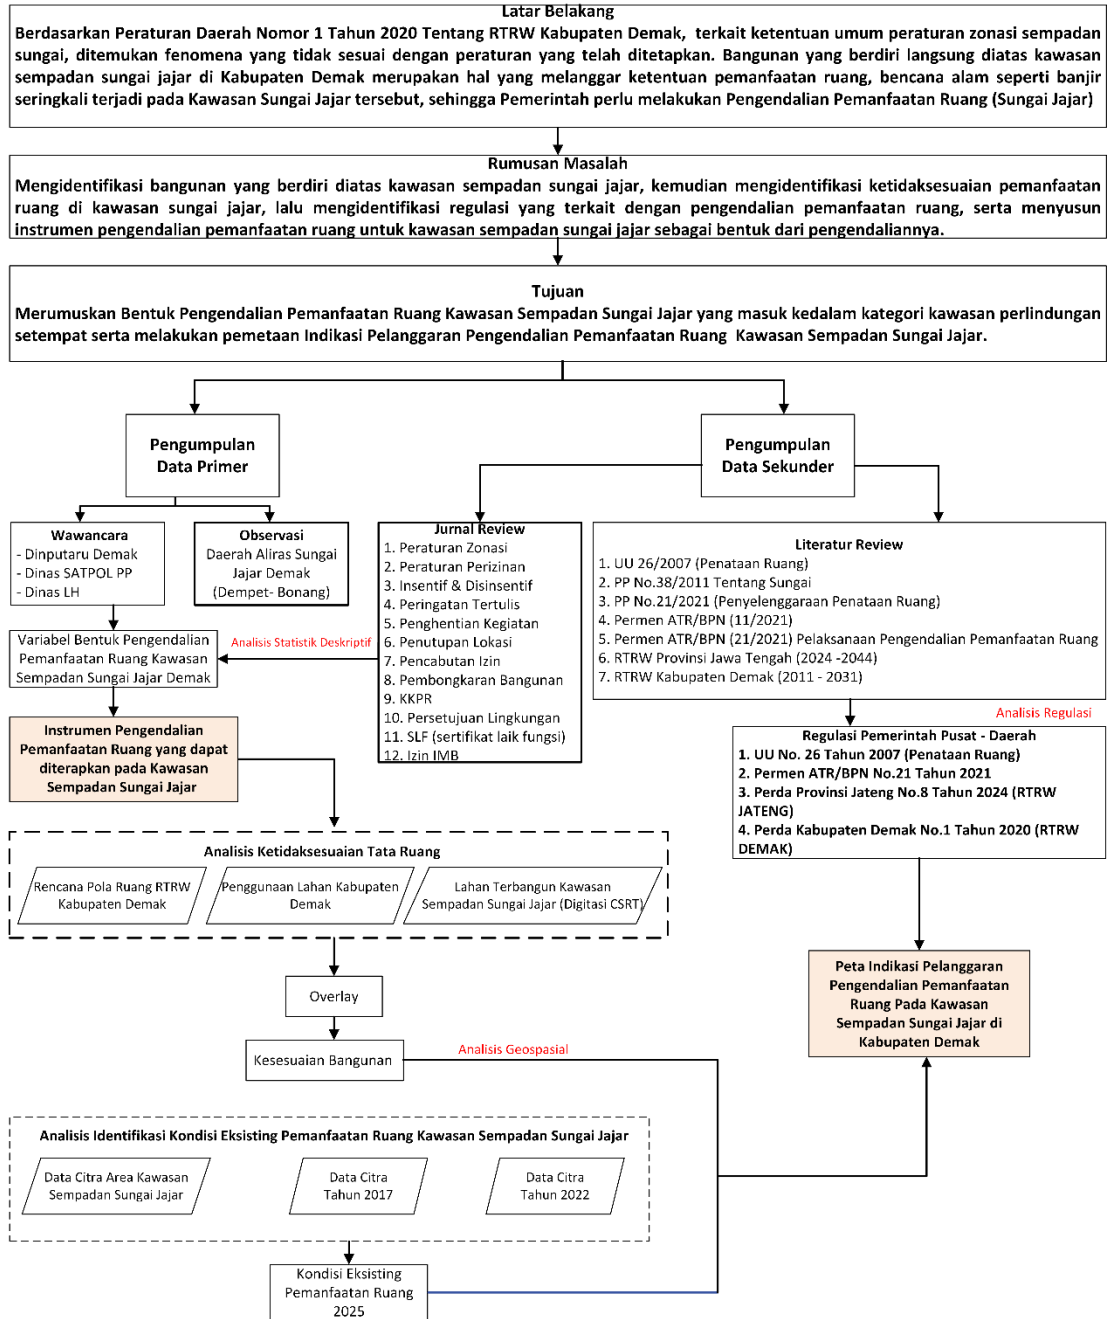 Latar Belakang
Berdasarkan Peraturan Daerah Nomor 1 Tahun 2020 Tentang RTRW Kabupaten Demak, terkait ketentuan umum peraturan zonasi sempadan
sungai, ditemukan fenomena yang tidak sesuai dengan peraturan yang telah ditetapkan. Bangunan yang berdiri langsung diatas kawasan
sempadan sungai jajar di Kabupaten Demak merupakan hal yang melanggar ketentuan pemanfaatan ruang, bencana alam seperti banjir
seringkali terjadi pada Kawasan Sungai Jajar tersebut, sehingga Pemerintah perlu melakukan Pengendalian Pemanfaatan Ruang (Sungai Jajar)
Rumusan Masalah
Mengidentifikasi bangunan yang berdiri diatas kawasan sempadan sungai jajar, kemudian mengidentifikasi ketidaksesuaian pemanfaatan
ruang di kawasan sungai jajar, lalu mengidentifikasi regulasi yang terkait dengan pengendalian pemanfaatan ruang, serta menyusun
instrumen pengendalian pemanfaatan ruang untuk kawasan sempadan sungai jajar sebagai bentuk dari pengendaliannya.
Tujuan
Merumuskan Bentuk Pengendalian Pemanfaatan Ruang Kawasan Sempadan Sungai Jajar yang masuk kedalam kategori kawasan perlindungan
setempat serta melakukan pemetaan Indikasi Pelanggaran Pengendalian Pemanfaatan Ruang Kawasan Sempadan Sungai Jajar.
Pengumpulan
Data Primer
Pengumpulan
Data Sekunder
Wawancara
- Dinputaru Demak
- Dinas SATPOL PP
- Dinas LH
Observasi
Daerah Aliras Sungai
Jajar Demak
(Dempet- Bonang)
Jurnal Review
1. Peraturan Zonasi
2. Peraturan Perizinan
3. Insentif & Disinsentif
4. Peringatan Tertulis
5. Penghentian Kegiatan
6. Penutupan Lokasi
7. Pencabutan Izin
8. Pembongkaran Bangunan
9. KKPR
10. Persetujuan Lingkungan
11. SLF (sertifikat laik fungsi)
12. Izin IMB
Literatur Review
1. UU 26/2007 (Penataan Ruang)
2. PP No.38/2011 Tentang Sungai
3. PP No.21/2021 (Penyelenggaraan Penataan Ruang)
4. Permen ATR/BPN (11/2021)
5. Permen ATR/BPN (21/2021) Pelaksanaan Pengendalian Pemanfaatan Ruang
6. RTRW Provinsi Jawa Tengah (2024 -2044)
7. RTRW Kabupaten Demak (2011 - 2031)
Variabel Bentuk Pengendalian
Pemanfaatan Ruang Kawasan
Sempadan Sungai Jajar Demak
Analisis Statistik Deskriptif
Instrumen Pengendalian
Pemanfaatan Ruang yang dapat
diterapkan pada Kawasan
Sempadan Sungai Jajar
Analisis Regulasi
Regulasi Pemerintah Pusat - Daerah
1. UU No. 26 Tahun 2007 (Penataan Ruang)
2. Permen ATR/BPN No.21 Tahun 2021
3. Perda Provinsi Jateng No.8 Tahun 2024 (RTRW
JATENG)
4. Perda Kabupaten Demak No.1 Tahun 2020 (RTRW
DEMAK)
Analisis Ketidaksesuaian Tata Ruang
Rencana Pola Ruang RTRW
Kabupaten Demak
Penggunaan Lahan Kabupaten
Demak
Lahan Terbangun Kawasan
Sempadan Sungai Jajar (Digitasi CSRT)
Overlay
Kesesuaian Bangunan
Analisis Geospasial
Peta Indikasi Pelanggaran
Pengendalian Pemanfaatan
Ruang Pada Kawasan
Sempadan Sungai Jajar di
Kabupaten Demak
Analisis Identifikasi Kondisi Eksisting Pemanfaatan Ruang Kawasan Sempadan Sungai Jajar
Data Citra Area Kawasan
Sempadan Sungai Jajar
Data Citra
Tahun 2017
Data Citra
Tahun 2022
Kondisi Eksisting
Pemanfaatan Ruang
2025